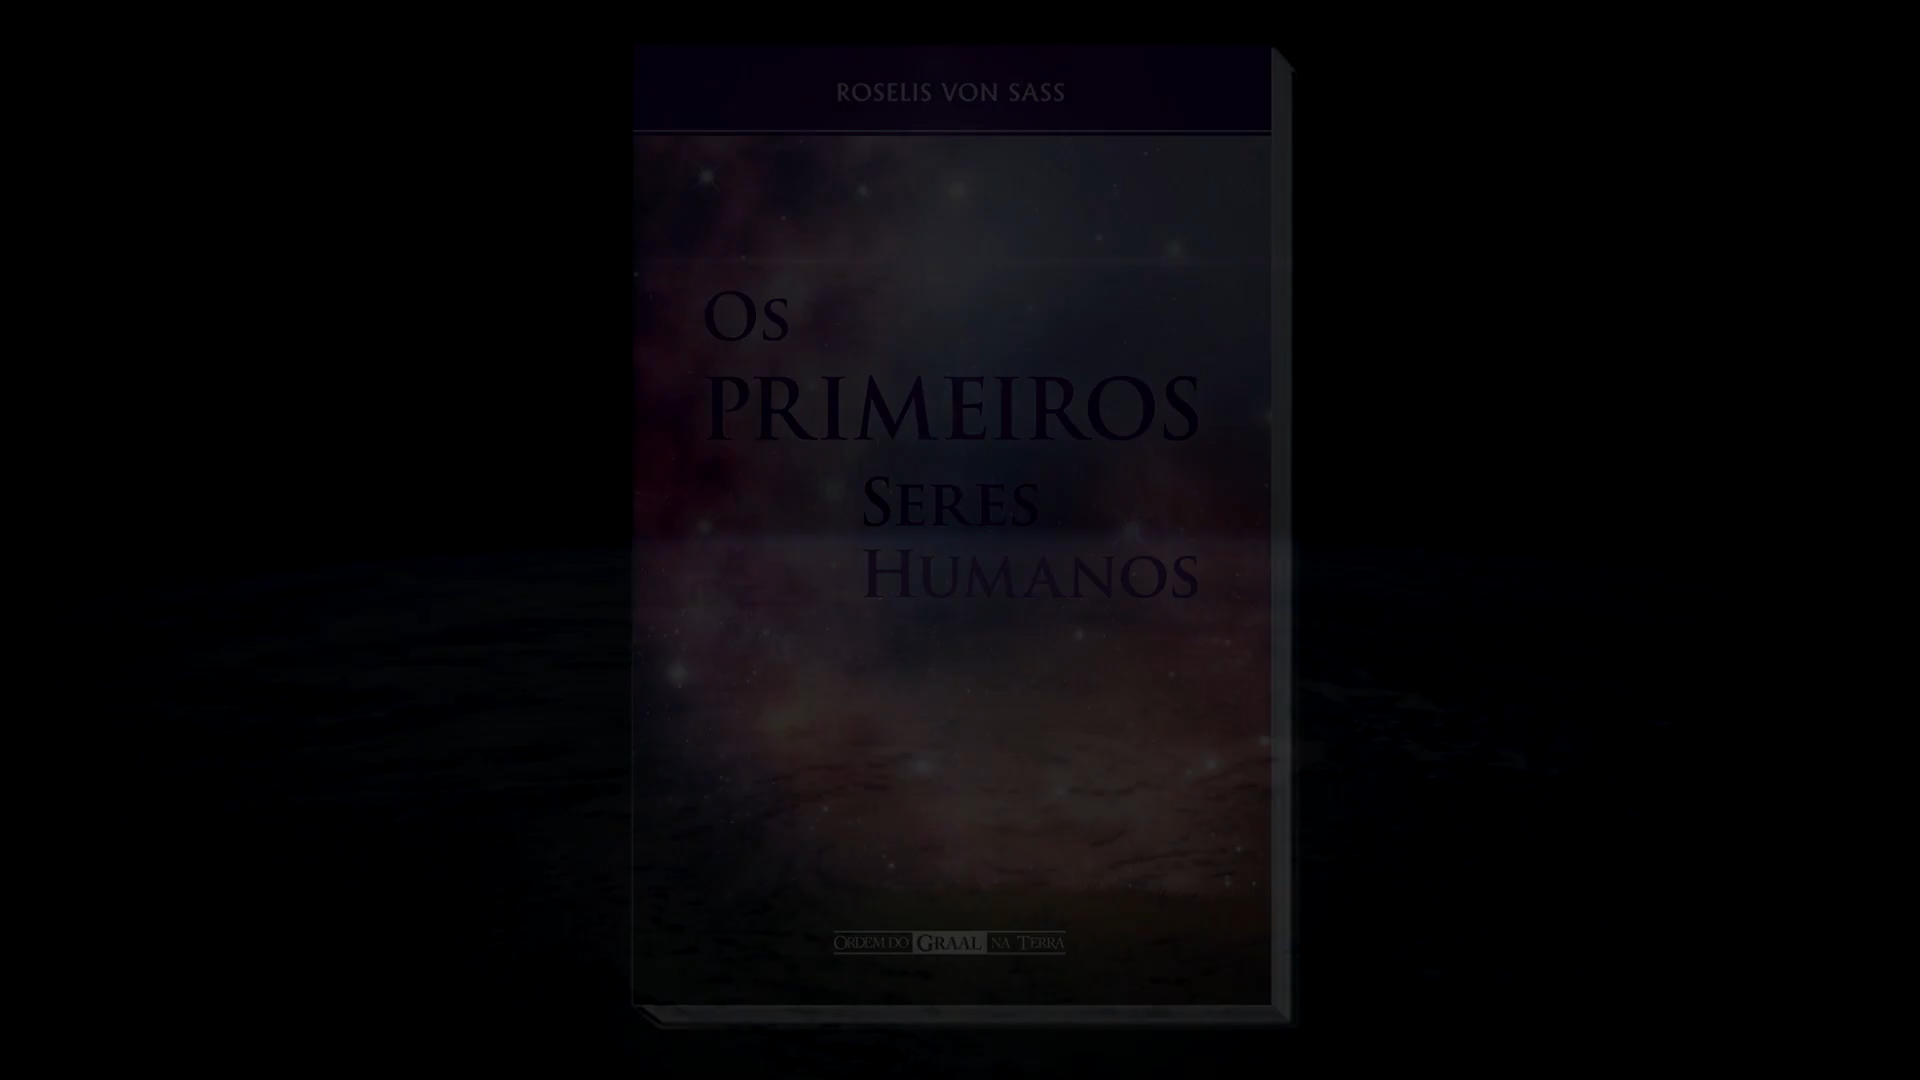 ROSELIS VON SASS
Os
PRIMEIROS
SERES
HUMANOS
ORDEM DO GRAAL NA TERRA